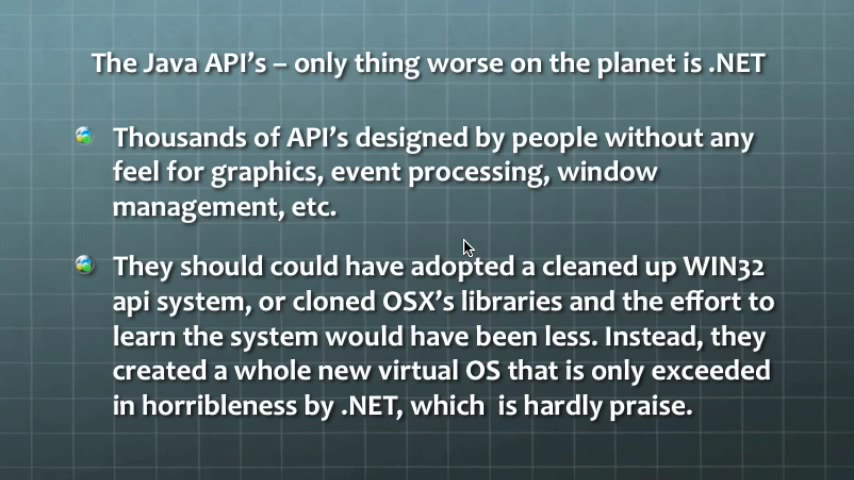 The Java API's – only thing worse on the planet is .NET
Thousands of API's designed by people without any
feel for graphics, event processing, window
management, etc.
They should could have adopted a cleaned up WIN32
api system, or cloned OSX's libraries and the effort to
learn the system would have been less. Instead, they
created a whole new virtual OS that is only exceeded
in horribleness by .NET, which  is hardly praise.